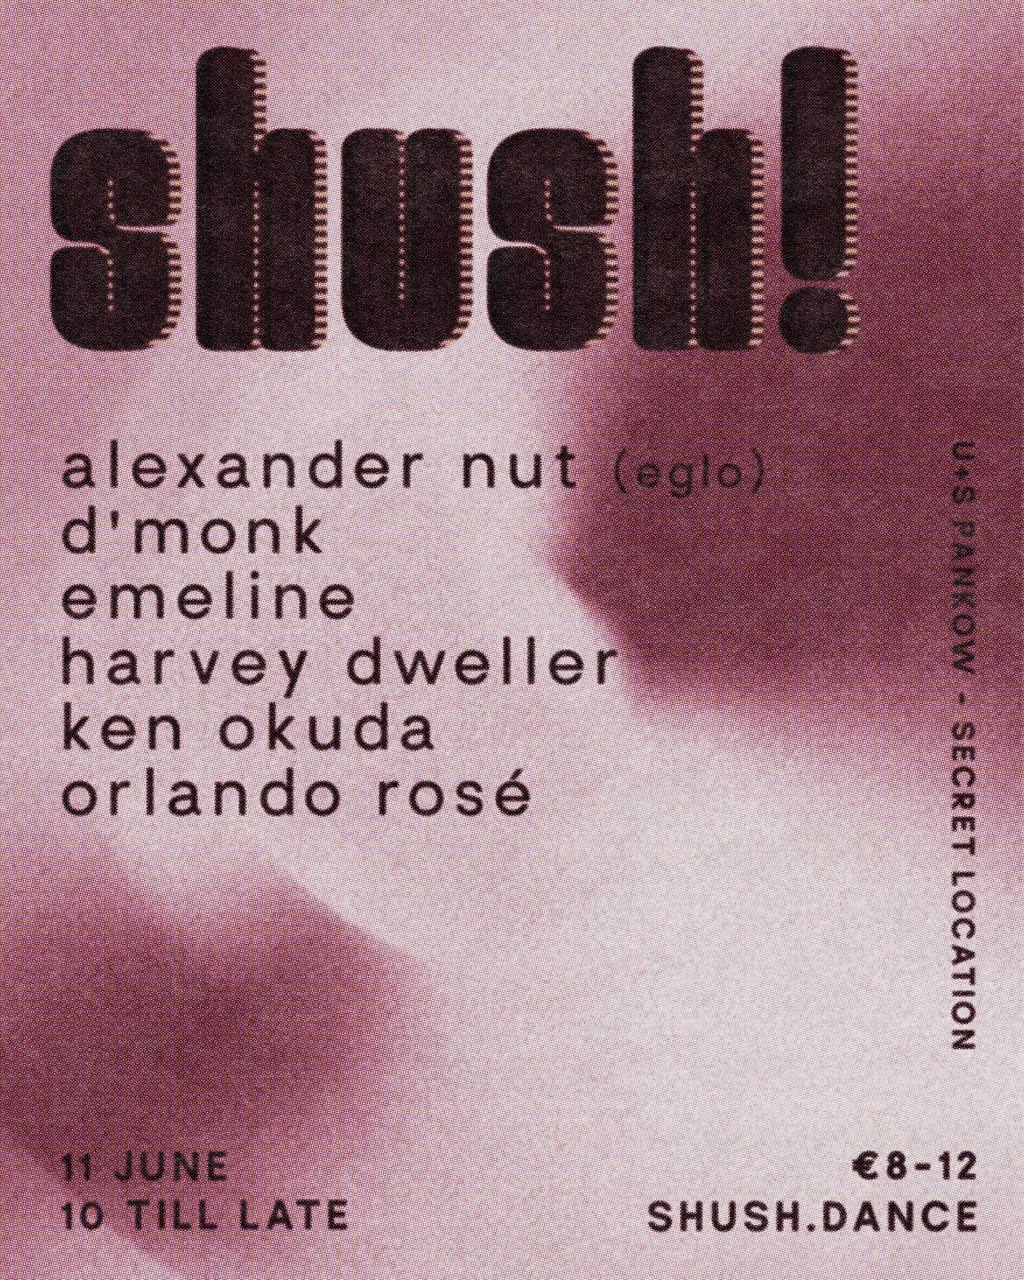 shush!
alexander nut (eglo)
d'monk
emeline
harvey dweller
ken okuda
orlando rosé
U+S PANKOW - SECRET LOCATION
11 JUNE
10 TILL LATE
€8-12
SHUSH.DANCE